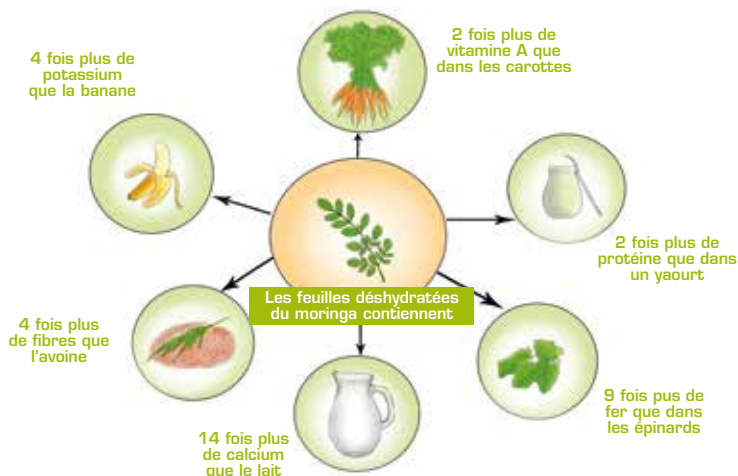 4 fois plus de
potassium
que la banane
2 fois plus de
vitamine A que
dans les carottes
2 fois plus de
protéine que dans
un yaourt
Les feuilles déshydratées
du moringa contiennent
4 fois plus
de fibres que
l'avoine
9 fois pus de
fer que dans
les épinards
14 fois plus
de calcium
que le lait